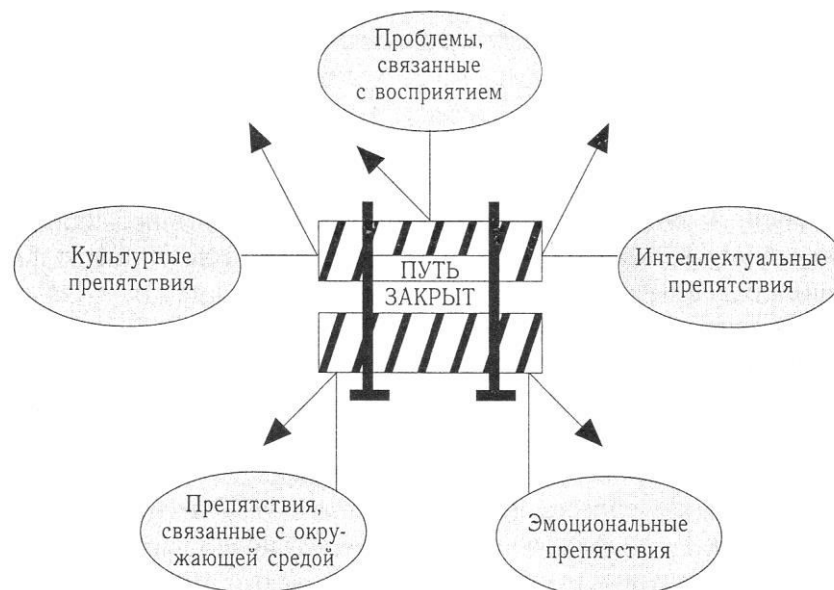 Проблемы,
связанные
с восприятием
Культурные
препятствия
ПУТЬ
ЗАКРЫТ
Интеллектуальные
препятствия
Препятствия,
связанные с окру-
жающей средой
Эмоциональные
препятствия